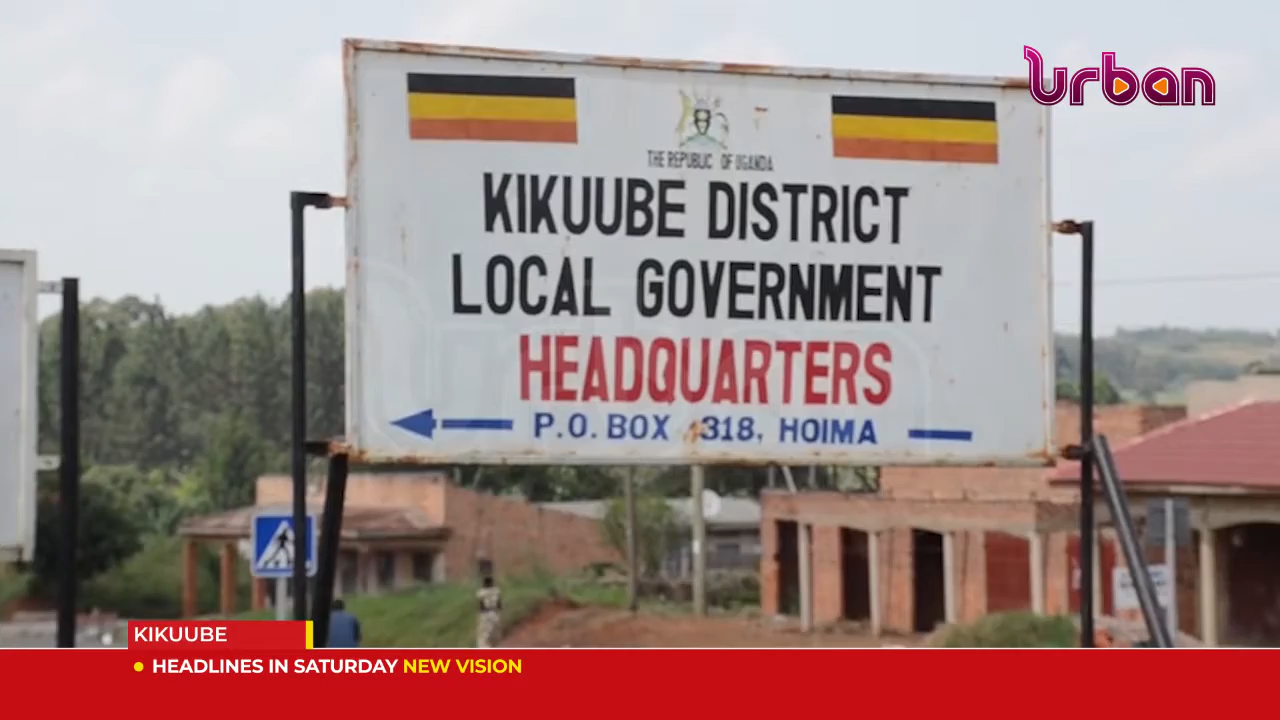 urban
THE REPUBLIC OF UGANDA
KIKUUBE DISTRICT
LOCAL GOVERNMENT
HEADQUARTERS
P.O. BOX 318, HOIMA
KIKUUBE
HEADLINES IN SATURDAY NEW VISION